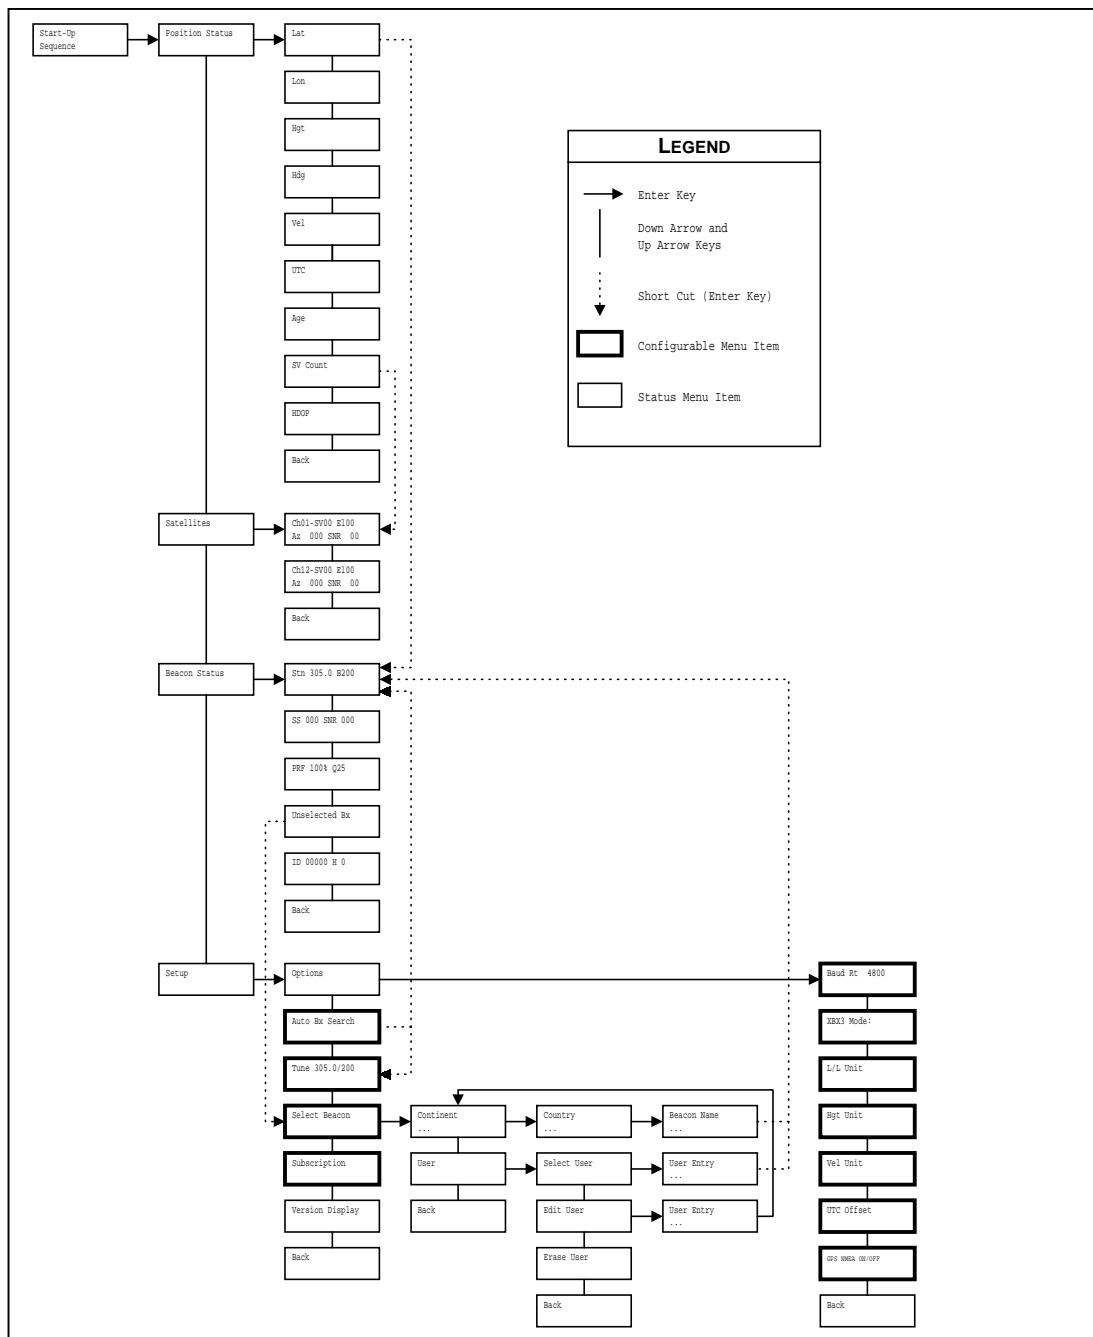 Start-Up
Sequence
Position Status
Lat
Lon
Hgt
Hdg
Vel
UTC
Age
SV Count
HDOP
Back
LEGEND
Enter Key
Down Arrow and
Up Arrow Keys
Short Cut (Enter Key)
Configurable Menu Item
Status Menu Item
Satellites
Ch01-SV00 El00
Az 000 SNR 00
Ch12-SV00 El00
Az 000 SNR 00
Back
Beacon Status
Stn 305.0 B200
SS 000 SNR 000
PRF 100% Q25
Unselected Bx
ID 00000 H 0
Back
Setup
Options
Auto Bx Search
Tune 305.0/200
Select Beacon
Subscription
Version Display
Back
Continent
...
User
Back
Country
...
Select User
Edit User
Erase User
Back
Beacon Name
...
User Entry
...
User Entry
...
Baud Rt 4800
XBX3 Mode:
L/L Unit
Hgt Unit
Vel Unit
UTC Offset
GPS NMEA ON/OFF
Back